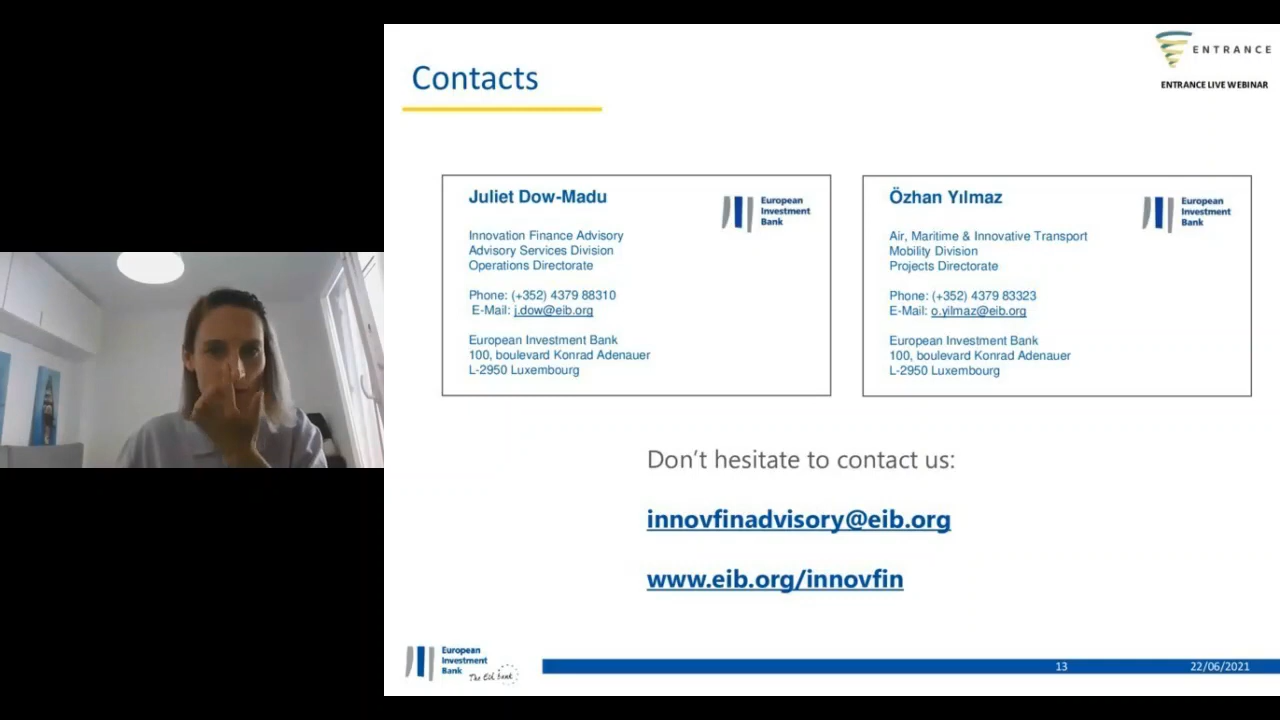 ENTRANCE
ENTRANCE LIVE WEBINAR
Contacts
Juliet Dow-Madu
European
Investment
Bank
Innovation Finance Advisory
Advisory Services Division
Operations Directorate
Phone: (+352) 4379 88310
E-Mail: j.dow@eib.org
European Investment Bank
100, boulevard Konrad Adenauer
L-2950 Luxembourg
Özhan Yılmaz
European
Investment
Bank
Air, Maritime & Innovative Transport
Mobility Division
Projects Directorate
Phone: (+352) 4379 83323
E-Mail: o.yilmaz@eib.org
European Investment Bank
100, boulevard Konrad Adenauer
L-2950 Luxembourg
Don’t hesitate to contact us:
innovfinadvisory@eib.org
www.eib.org/innovfin
European
Investment
Bank
The EU bank
13
22/06/2021